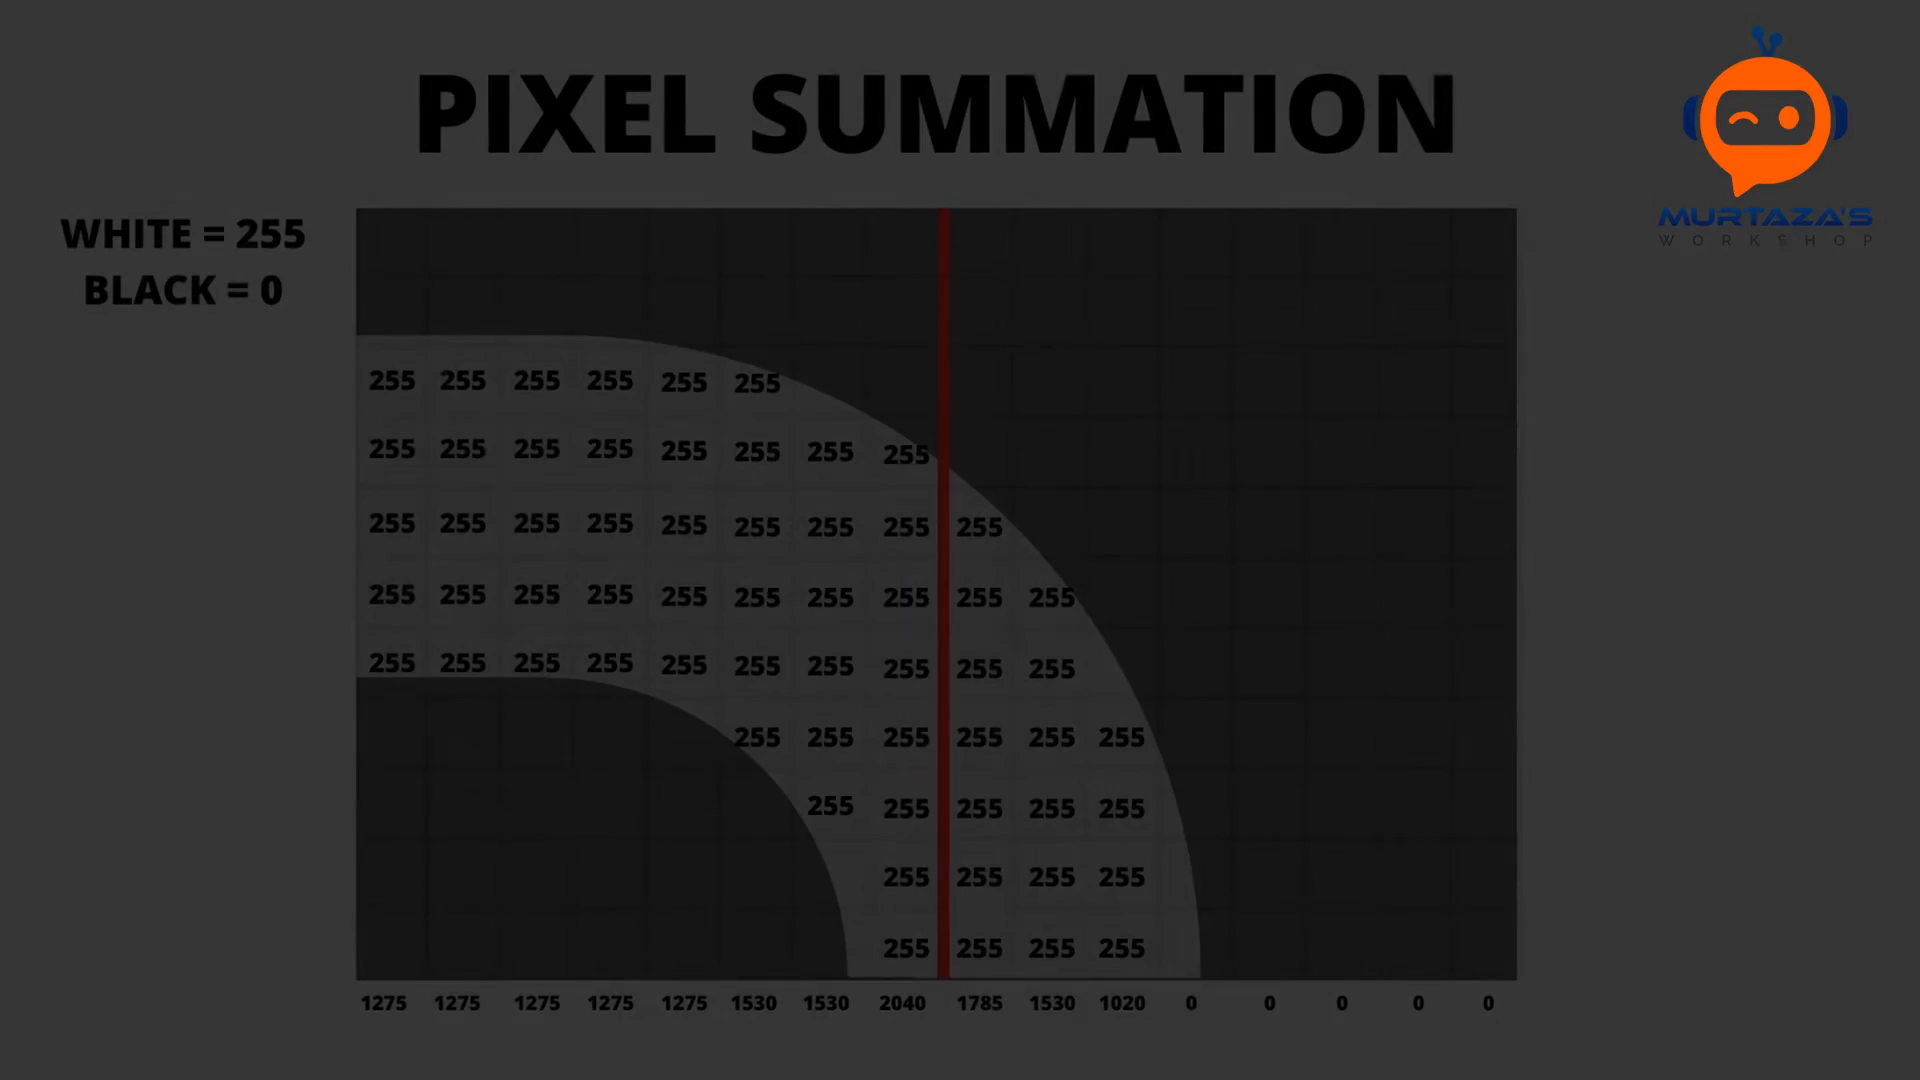 PIXEL SUMMATION
MURTAZA'S
WORKSHOP
WHITE = 255
BLACK = 0
255 255 255 255 255 255
255 255 255 255 255 255 255 255
255 255 255 255 255 255 255 255 255
255 255 255 255 255 255 255 255 255 255
255 255 255 255 255 255 255 255 255 255
255 255 255 255 255 255
255 255 255 255 255
255 255 255 255
255 255 255 255
1275 1275 1275 1275 1275 1530 1530 2040 1785 1530 1020 0 0 0 0 0